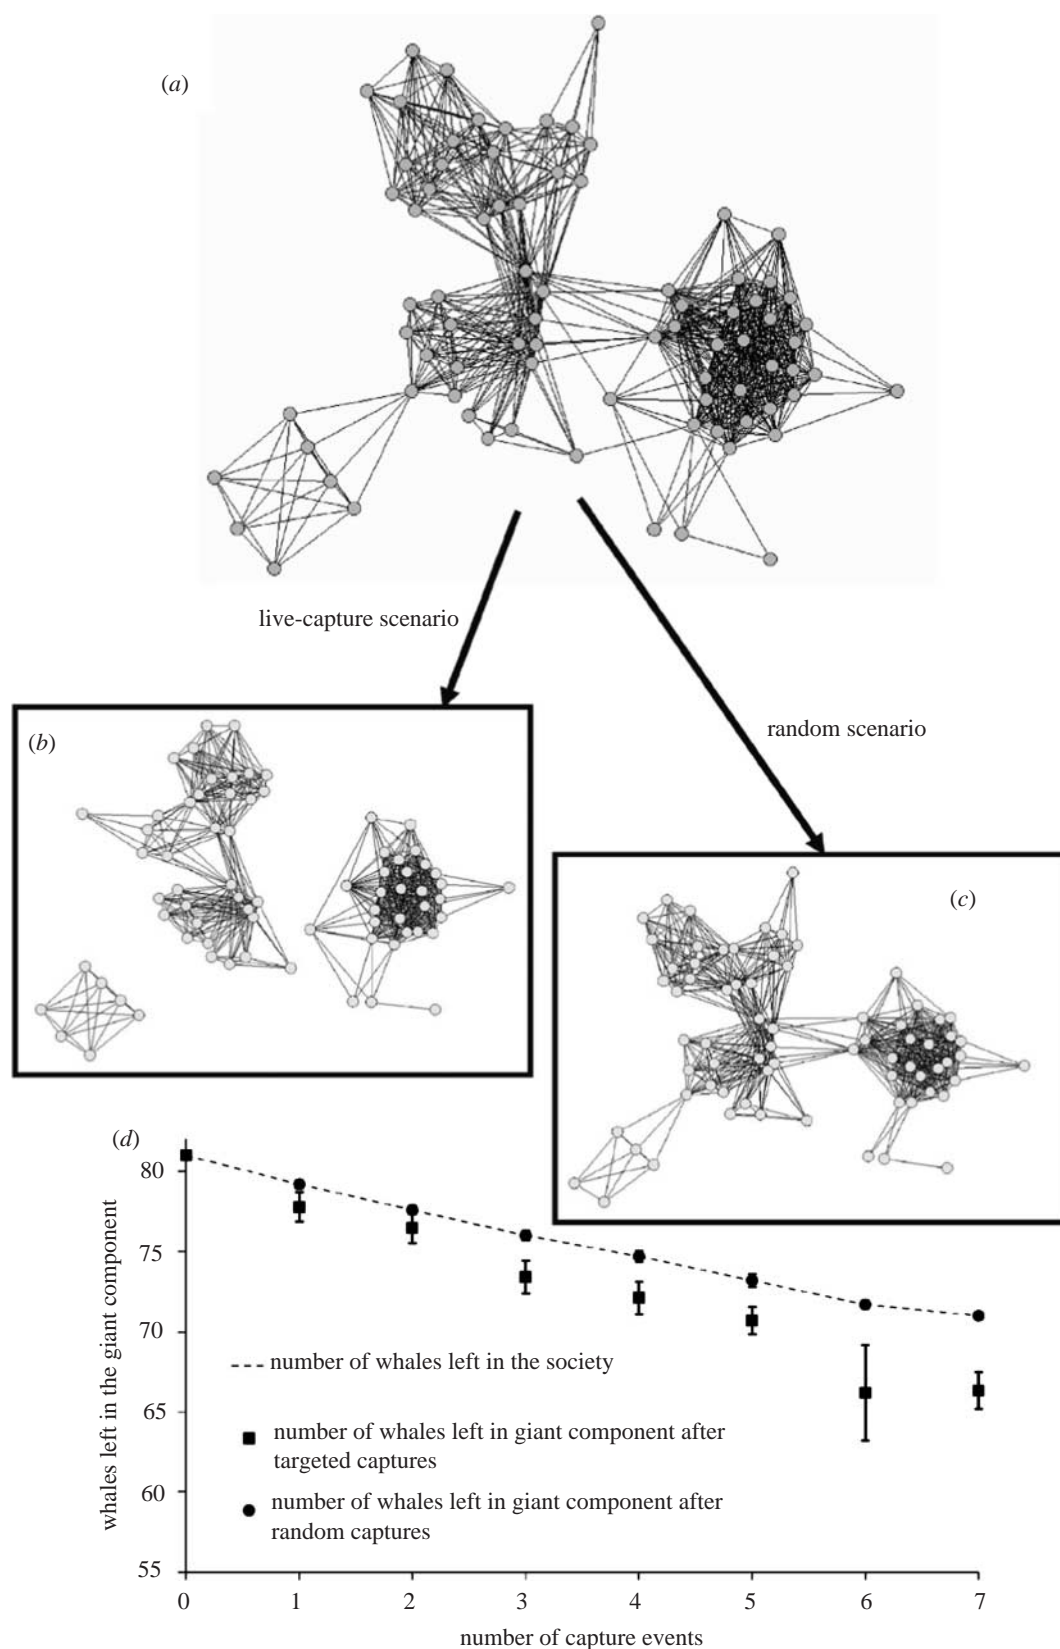 (a)
live-capture scenario
random scenario
(b)
(c)
(d)
whales left in the giant component
80
75
70
65
60
55
number of whales left in the society
number of whales left in giant component after
targeted captures
number of whales left in giant component after
random captures
0 1 2 3 4 5 6 7
number of capture events